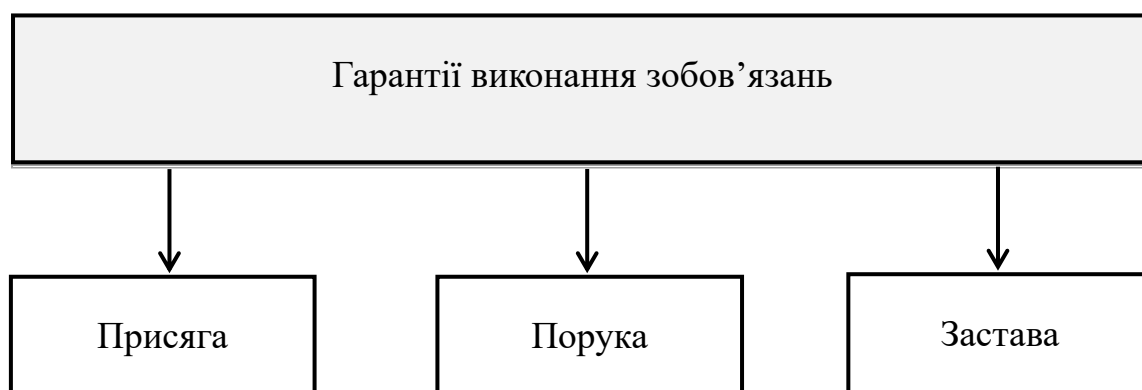 Гарантії виконання зобов’язань
Присяга
Порука
Застава